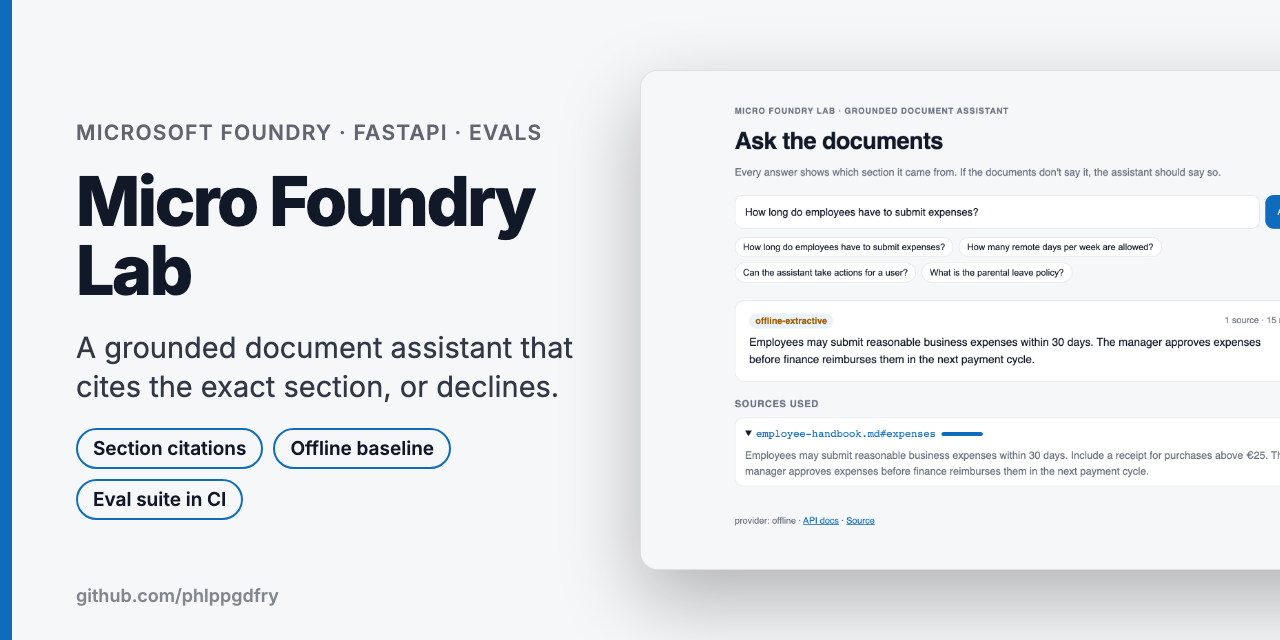 MICROSOFT FOUNDRY · FASTAPI · EVALS
Micro Foundry
Lab
A grounded document assistant that
cites the exact section, or declines.
Section citations
Offline baseline
Eval suite in CI
github.com/phlppgdfry
MICRO FOUNDRY LAB · GROUNDED DOCUMENT ASSISTANT
Ask the documents
Every answer shows which section it came from. If the documents don't say it, the assistant should say so.
How long do employees have to submit expenses?
How long do employees have to submit expenses?
How many remote days per week are allowed?
Can the assistant take actions for a user?
What is the parental leave policy?
offline-extractive
1 source · 15
Employees may submit reasonable business expenses within 30 days. The manager approves expenses
before finance reimburses them in the next payment cycle.
SOURCES USED
employee-handbook.md#expenses
Employees may submit reasonable business expenses within 30 days. Include a receipt for purchases above €25.
manager approves expenses before finance reimburses them in the next payment cycle.
provider: offline · API docs · Source